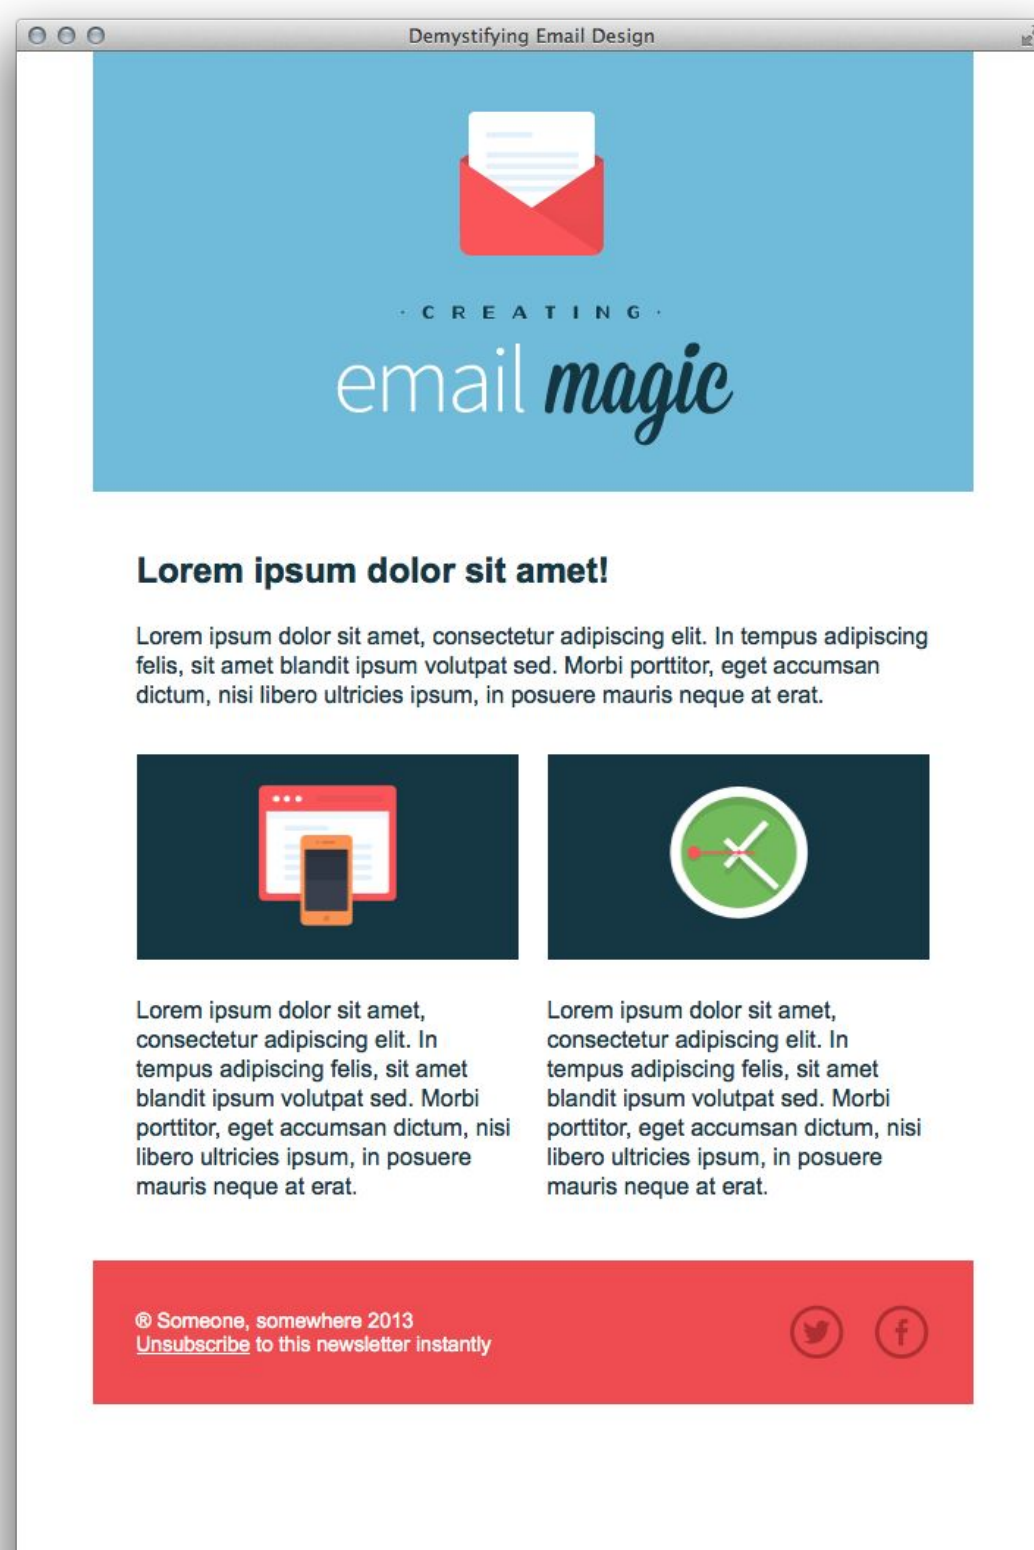 Demystifying Email Design
· CREATING ·
email magic
Lorem ipsum dolor sit amet!
Lorem ipsum dolor sit amet, consectetur adipiscing elit. In tempus adipiscing
felis, sit amet blandit ipsum volutpat sed. Morbi porttitor, eget accumsan
dictum, nisi libero ultricies ipsum, in posuere mauris neque at erat.
Lorem ipsum dolor sit amet,
consectetur adipiscing elit. In
tempus adipiscing felis, sit amet
blandit ipsum volutpat sed. Morbi
porttitor, eget accumsan dictum, nisi
libero ultricies ipsum, in posuere
mauris neque at erat.
Lorem ipsum dolor sit amet,
consectetur adipiscing elit. In
tempus adipiscing felis, sit amet
blandit ipsum volutpat sed. Morbi
porttitor, eget accumsan dictum, nisi
libero ultricies ipsum, in posuere
mauris neque at erat.
® Someone, somewhere 2013
Unsubscribe to this newsletter instantly